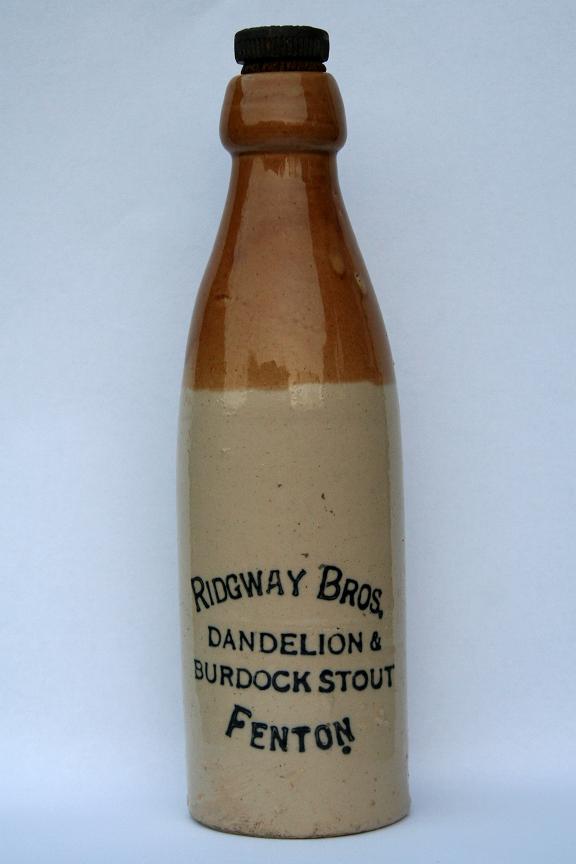 RIDGWAY BROS.
DANDELION &
BURDOCK STOUT
FENTON.